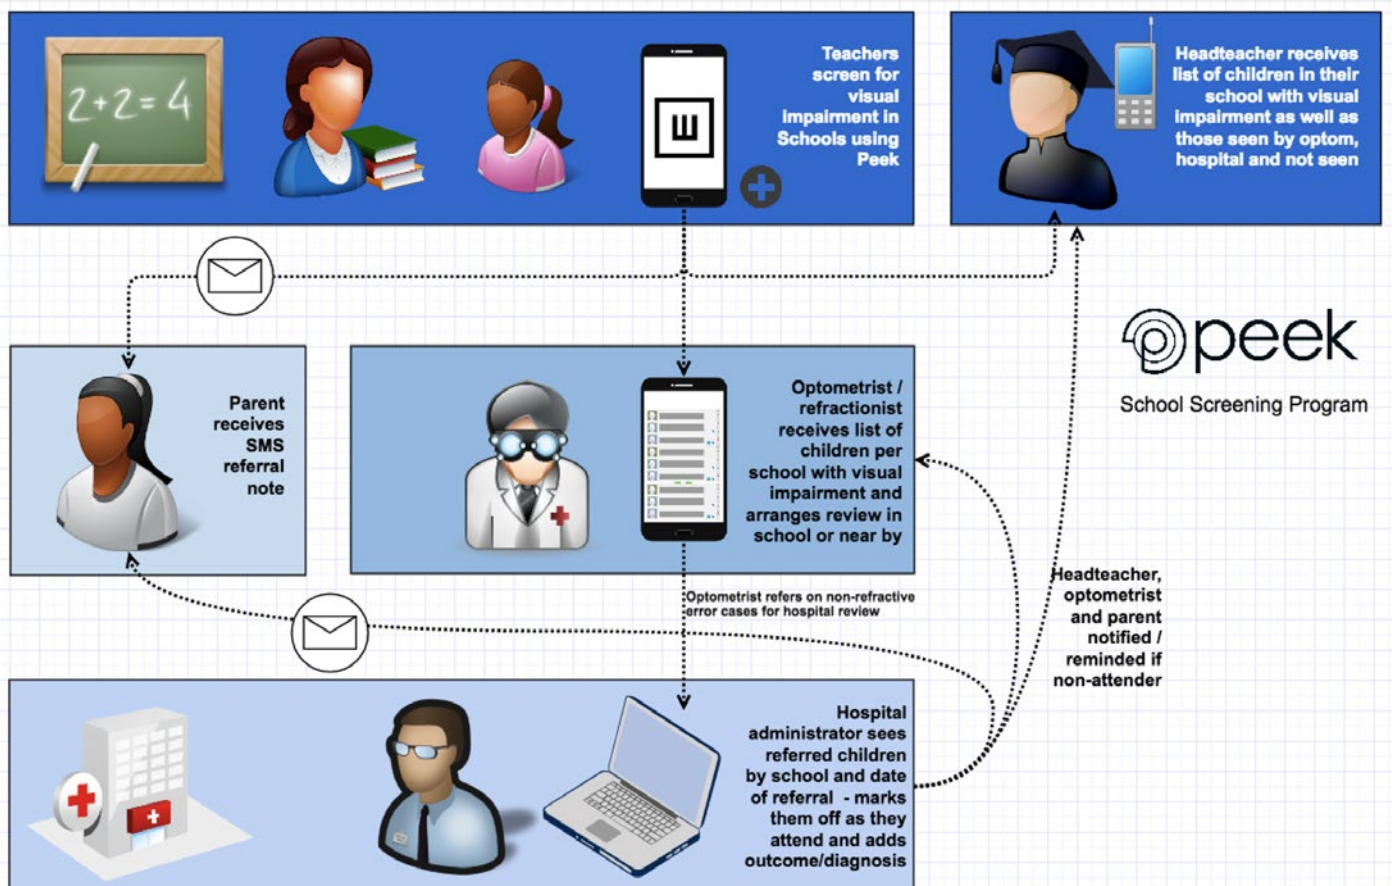 2+2=4
Teachers
screen for
visual
impairment in
Schools using
Peek
E
Headteacher receives
list of children in their
school with visual
impairment as well as
those seen by optom,
hospital and not seen
peek
School Screening Program
Parent
receives
SMS
referral
note
Optometrist /
refractionist
receives list of
children per
school with visual
impairment and
arranges review in
school or near by
Optometrist refers on non-refractive
error cases for hospital review
Headteacher,
optometrist
and parent
notified /
reminded if
non-attender
Hospital
administrator sees
referred children
by school and date
of referral - marks
them off as they
attend and adds
outcome/diagnosis